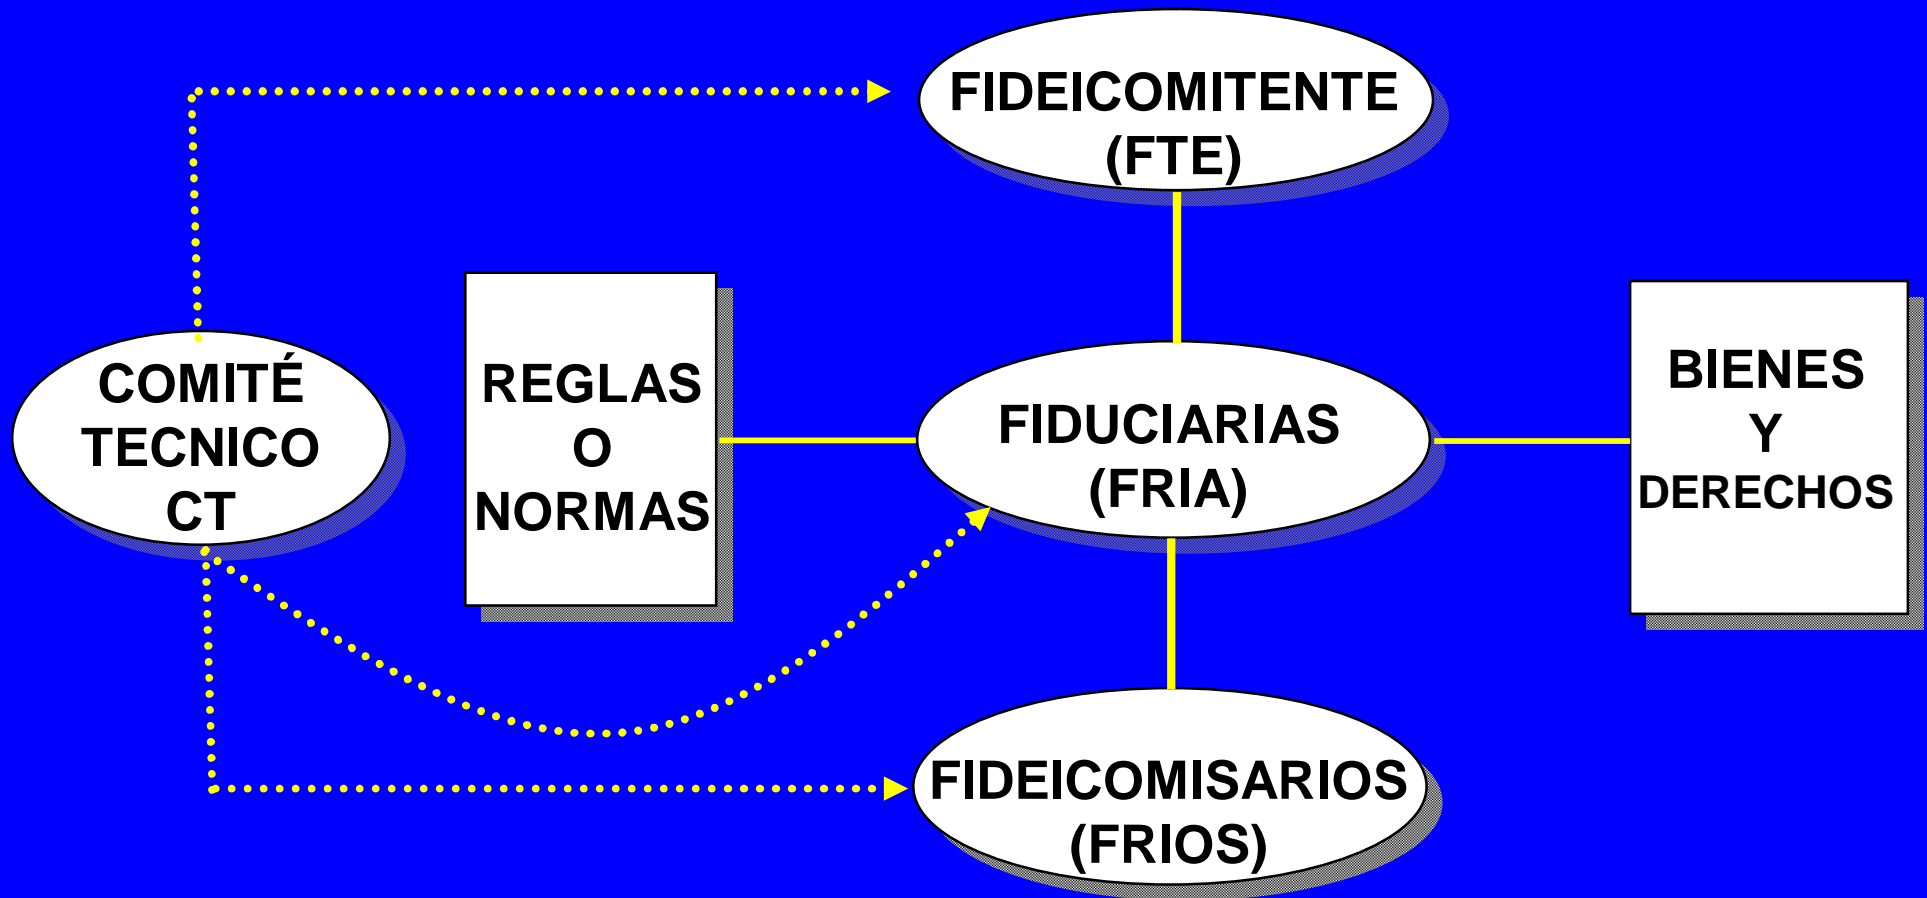 FIDEICOMITENTE
(FTE)
COMITÉ
TECNICO
CT
REGLAS
O
NORMAS
FIDUCIARIAS
(FRIA)
BIENES
Y
DERECHOS
FIDEICOMISARIOS
(FRIOS)